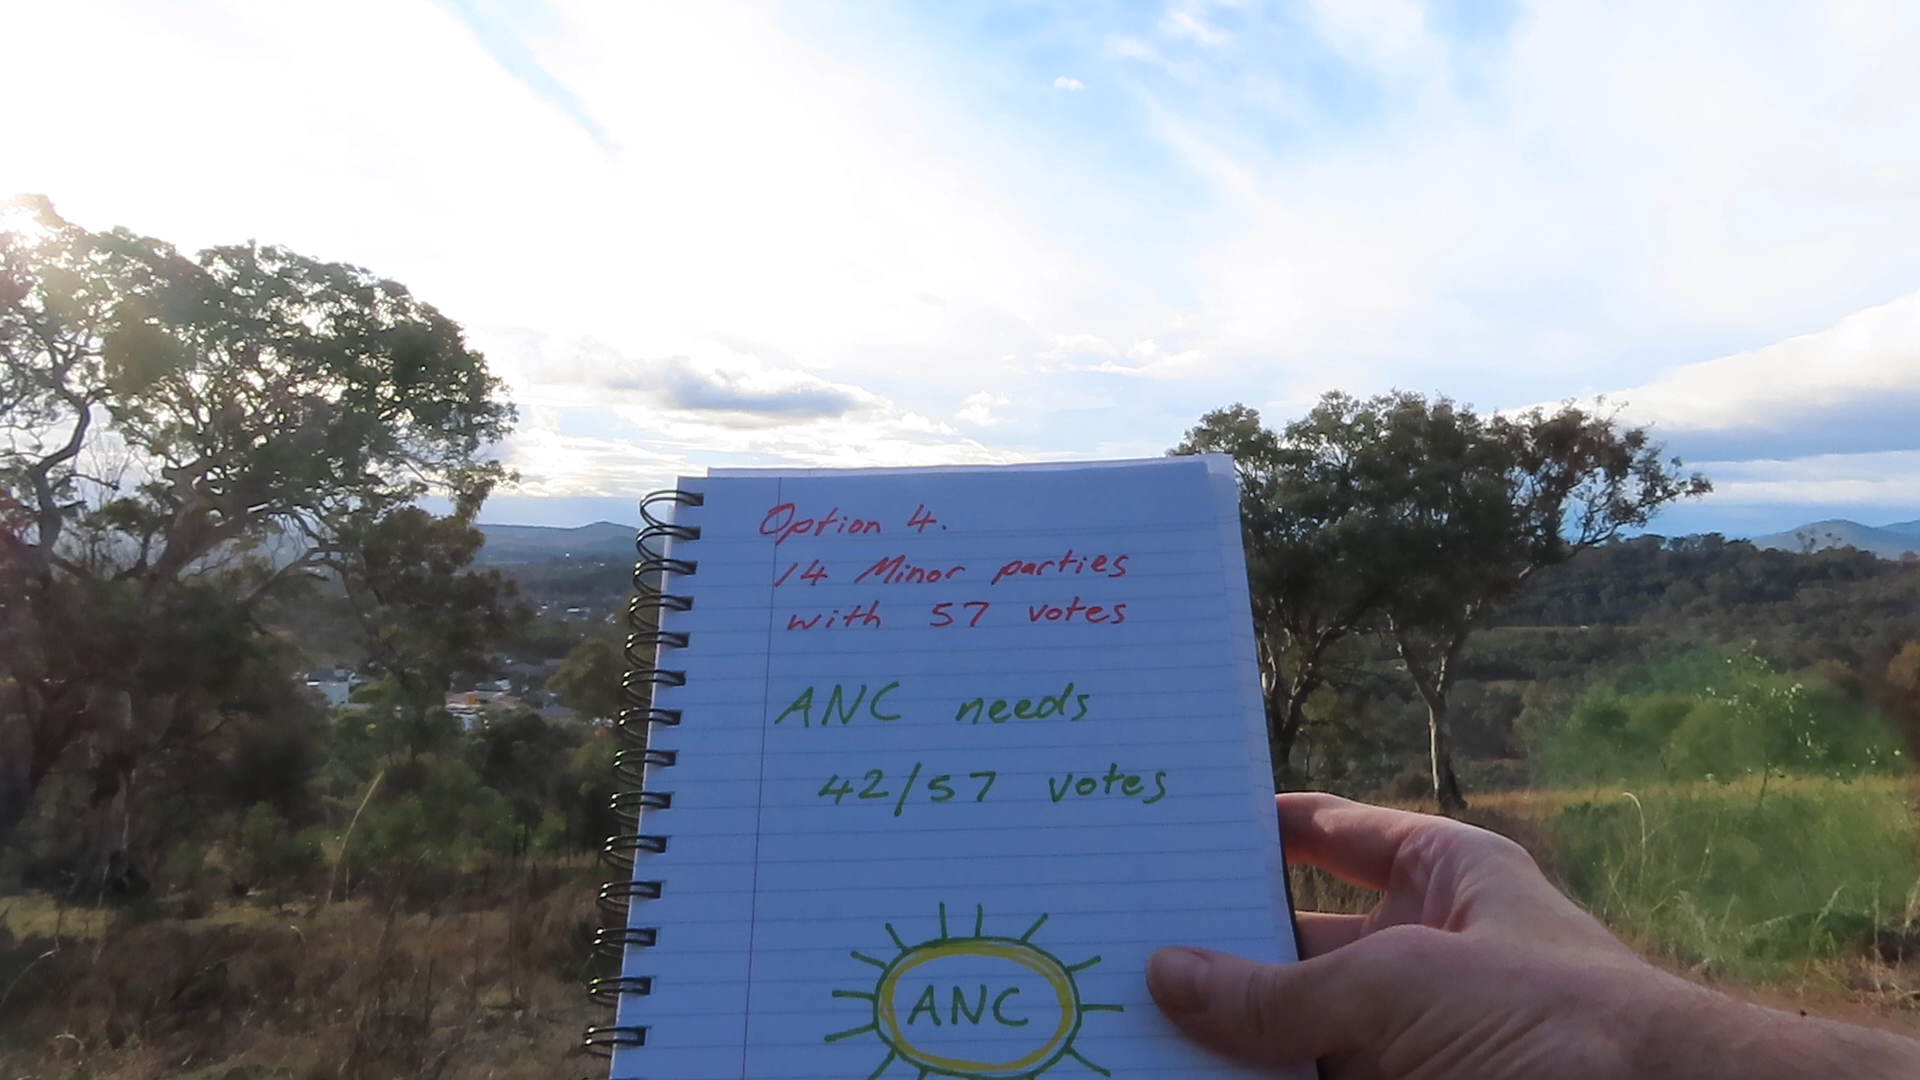 Option 4.
14 Minor parties
with 57 votes
ANC needs
42/57 votes
ANC